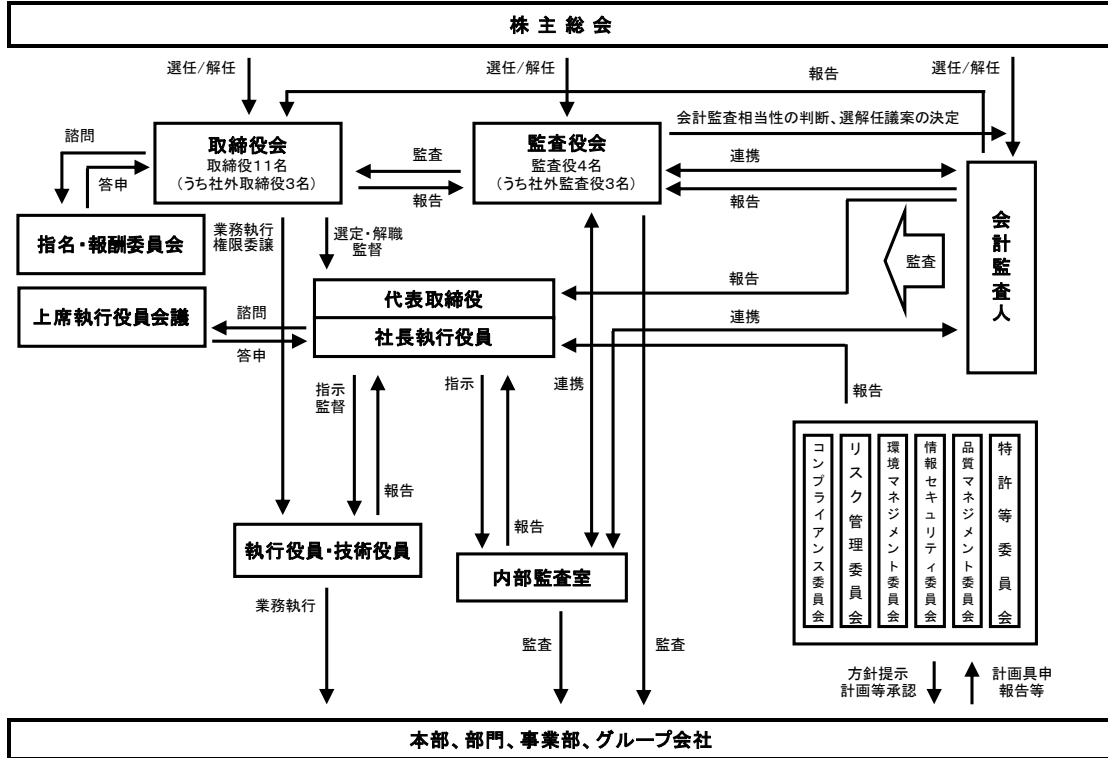 株主総会
選任/解任
選任/解任
報告
選任/解任
取締役会
取締役11名
(うち社外取締役3名)
監査役会
監査役4名
(うち社外監査役3名)
会計監査相当性の判断、選解任議案の決定
諮問
答申
監査
報告
連携
報告
指名・報酬委員会
業務執行
権限委譲
選定・解職
監督
監査
会計監査人
上席執行役員会議
諮問
答申
代表取締役
社長執行役員
報告
連携
指示
監督
報告
指示
報告
連携
報告
コンプライアンス委員会
リスク管理委員会
環境マネジメント委員会
情報セキュリティ委員会
品質マネジメント委員会
特許等委員会
執行役員・技術役員
内部監査室
業務執行
監査
監査
方針提示
計画等承認
計画具申
報告等
本部、部門、事業部、グループ会社